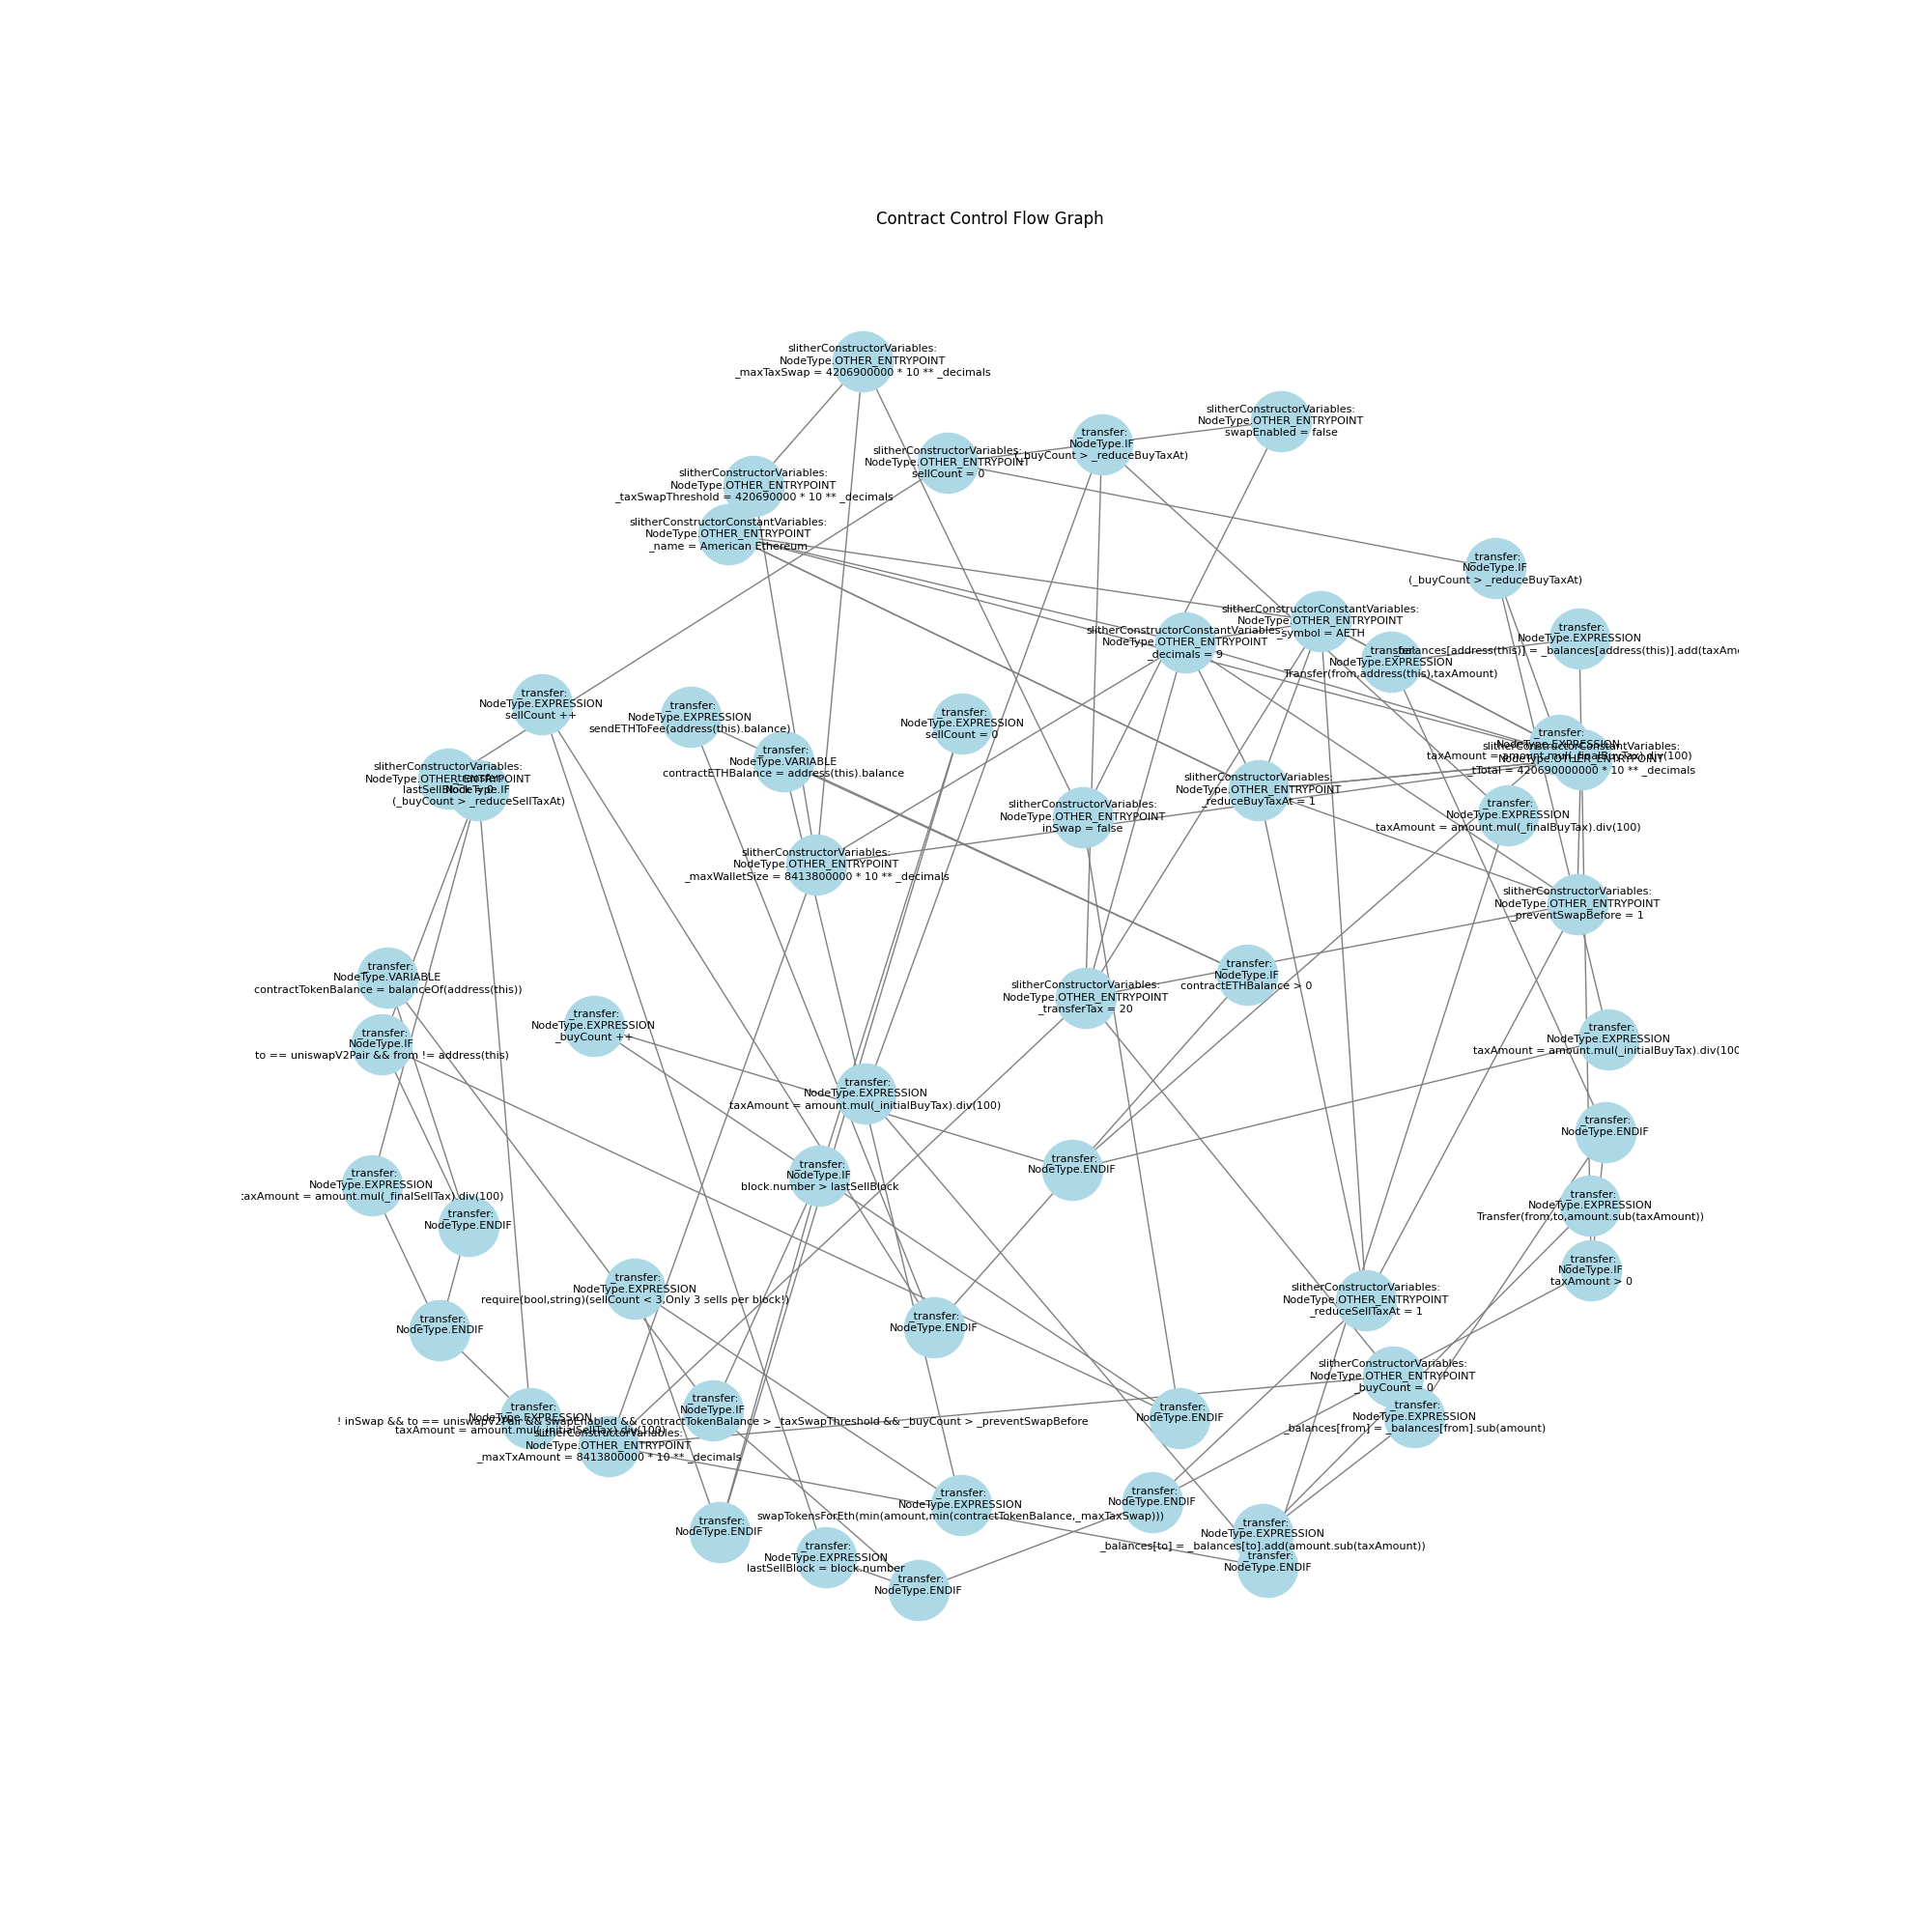 Contract Control Flow Graph
slitherConstructorVariables:
NodeType.OTHER_ENTRYPOINT
_maxTaxSwap = 4206900000 * 10 ** _decimals
slitherConstructorVariables:
NodeType.OTHER_ENTRYPOINT
swapEnabled = false
_transfer:
NodeType.IF
(_buyCount > _reduceBuyTaxAt)
slitherConstructorVariables:
NodeType.OTHER_ENTRYPOINT
sellCount = 0
slitherConstructorVariables:
NodeType.OTHER_ENTRYPOINT
_taxSwapThreshold = 420690000 * 10 ** _decimals
slitherConstructorConstantVariables:
NodeType.OTHER_ENTRYPOINT
_name = American Ethereum
_transfer:
NodeType.IF
(_buyCount > _reduceBuyTaxAt)
slitherConstructorConstantVariables:
NodeType.OTHER_ENTRYPOINT
_symbol = AETH
slitherConstructorConstantVariables:
NodeType.OTHER_ENTRYPOINT
_decimals = 9
_transfer:
NodeType.EXPRESSION
_balances[address(this)] = _balances[address(this)].add(taxAm
_transfer:
NodeType.EXPRESSION
Transfer(from,address(this),taxAmount)
_transfer:
NodeType.EXPRESSION
sellCount ++
_transfer:
NodeType.EXPRESSION
sendETHToFee(address(this).balance)
_transfer:
NodeType.EXPRESSION
sellCount = 0
_transfer:
NodeType.EXPRESSION
taxAmount = amount.mul(_finalBuyTax).div(100)
slitherConstructorConstantVariables:
NodeType.OTHER_ENTRYPOINT
_tTotal = 420690000000 * 10 ** _decimals
_transfer:
NodeType.VARIABLE
contractETHBalance = address(this).balance
slitherConstructorVariables:
NodeType.OTHER_ENTRYPOINT
lastSellBlock = 0
_transfer:
NodeType.IF
(_buyCount > _reduceSellTaxAt)
slitherConstructorVariables:
NodeType.OTHER_ENTRYPOINT
_reduceBuyTaxAt = 1
slitherConstructorVariables:
NodeType.OTHER_ENTRYPOINT
inSwap = false
_transfer:
NodeType.EXPRESSION
taxAmount = amount.mul(_finalBuyTax).div(100)
slitherConstructorVariables:
NodeType.OTHER_ENTRYPOINT
_maxWalletSize = 8413800000 * 10 ** _decimals
slitherConstructorVariables:
NodeType.OTHER_ENTRYPOINT
_preventSwapBefore = 1
_transfer:
NodeType.VARIABLE
contractTokenBalance = balanceOf(address(this))
_transfer:
NodeType.IF
contractETHBalance > 0
slitherConstructorVariables:
NodeType.OTHER_ENTRYPOINT
_transferTax = 20
_transfer:
NodeType.EXPRESSION
_buyCount ++
_transfer:
NodeType.IF
to == uniswapV2Pair && from != address(this)
_transfer:
NodeType.EXPRESSION
taxAmount = amount.mul(_initialBuyTax).div(100
_transfer:
NodeType.EXPRESSION
taxAmount = amount.mul(_initialBuyTax).div(100)
_transfer:
NodeType.ENDIF
_transfer:
NodeType.ENDIF
_transfer:
NodeType.IF
block.number > lastSellBlock
_transfer:
NodeType.EXPRESSION
taxAmount = amount.mul(_finalSellTax).div(100)
_transfer:
NodeType.EXPRESSION
Transfer(from,to,amount.sub(taxAmount))
_transfer:
NodeType.ENDIF
_transfer:
NodeType.IF
taxAmount > 0
_transfer:
NodeType.EXPRESSION
require(bool,string)(sellCount < 3,Only 3 sells per block!)
slitherConstructorVariables:
NodeType.OTHER_ENTRYPOINT
_reduceSellTaxAt = 1
_transfer:
NodeType.ENDIF
_transfer:
NodeType.ENDIF
slitherConstructorVariables:
NodeType.OTHER_ENTRYPOINT
_buyCount = 0
_transfer:
NodeType.IF
! inSwap && to == uniswapV2Pair && swapEnabled && contractTokenBalance > _taxSwapThreshold && _buyCount > _preventSwapBefore
_transfer:
NodeType.EXPRESSION
taxAmount = amount.mul(_initialSellTax).div(100)
_transfer:
NodeType.ENDIF
_transfer:
NodeType.EXPRESSION
_balances[from] = _balances[from].sub(amount)
slitherConstructorVariables:
NodeType.OTHER_ENTRYPOINT
_maxTxAmount = 8413800000 * 10 ** _decimals
_transfer:
NodeType.EXPRESSION
swapTokensForEth(min(amount,min(contractTokenBalance,_maxTaxSwap)))
_transfer:
NodeType.ENDIF
_transfer:
NodeType.ENDIF
_transfer:
NodeType.EXPRESSION
_balances[to] = _balances[to].add(amount.sub(taxAmount))
_transfer:
NodeType.EXPRESSION
lastSellBlock = block.number
_transfer:
NodeType.ENDIF
_transfer:
NodeType.ENDIF